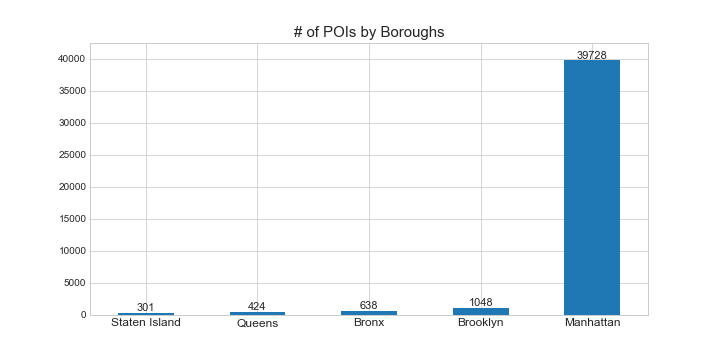 # of POIs by Boroughs
40000
35000
30000
25000
20000
15000
10000
5000
0
301
424
638
1048
39728
Staten Island
Queens
Bronx
Brooklyn
Manhattan